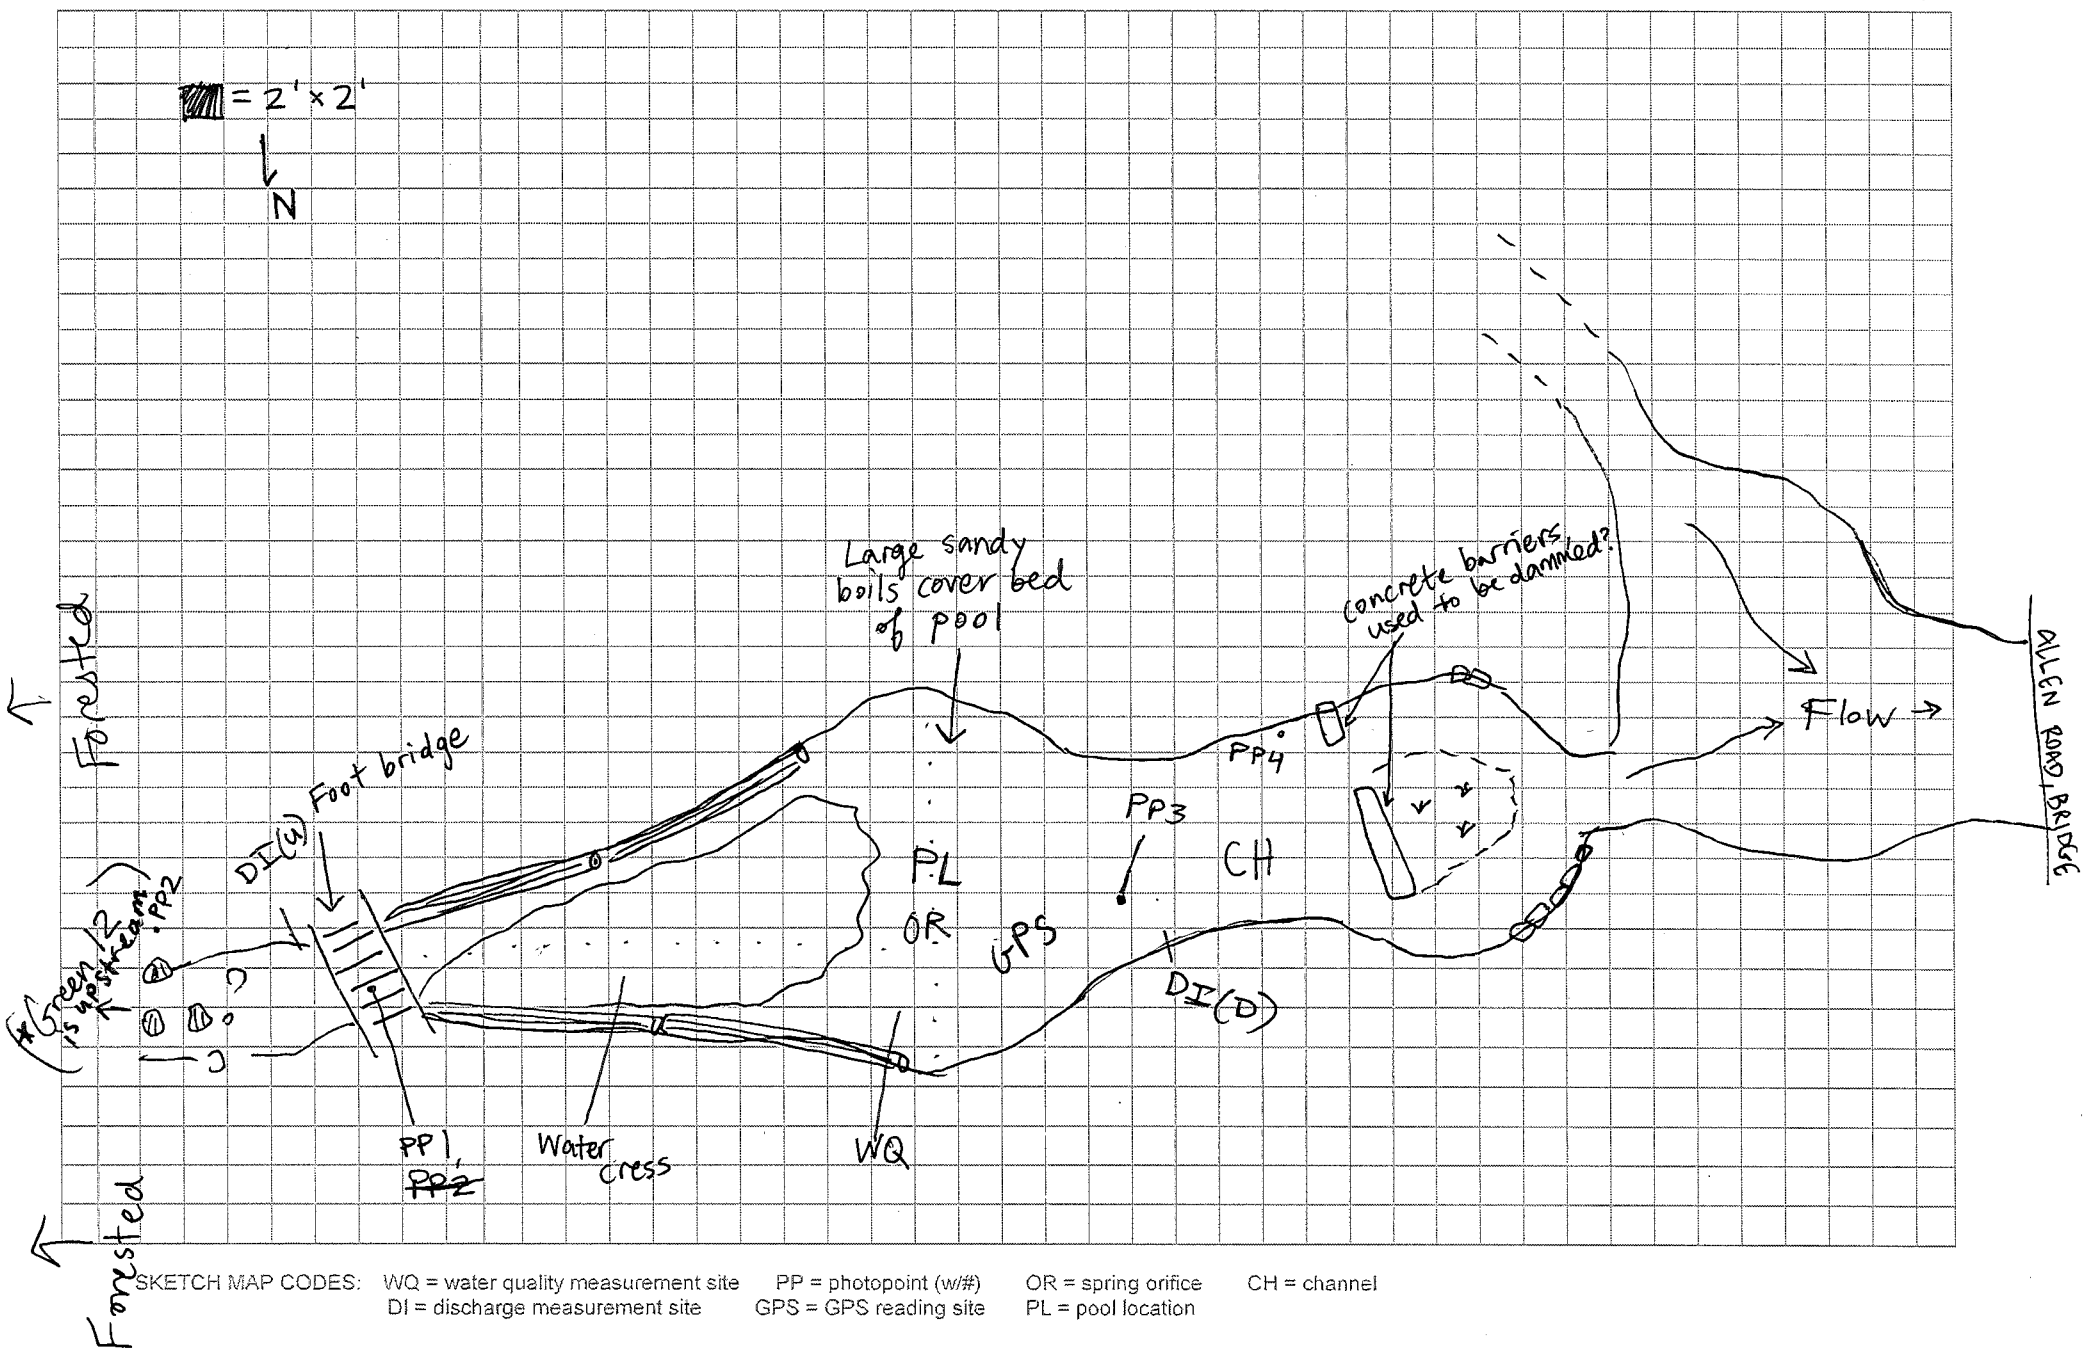 = 2' x 2'
N
Large sandy
boils cover bed
of pool
concrete barriers,
used to be dammed?
Forested
Foot bridge
DI(u)
(*Green 12
is upstream)
.PP2
PP4
PP3
PL
OR
GPS
CH
DI(D)
Flow →
ALLEN ROAD, BRIDGE
PP1,
PP2
Water
cress
WQ
Forested
SKETCH MAP CODES: WQ = water quality measurement site PP = photopoint (w/#) OR = spring orifice CH = channel
DI = discharge measurement site GPS = GPS reading site PL = pool location